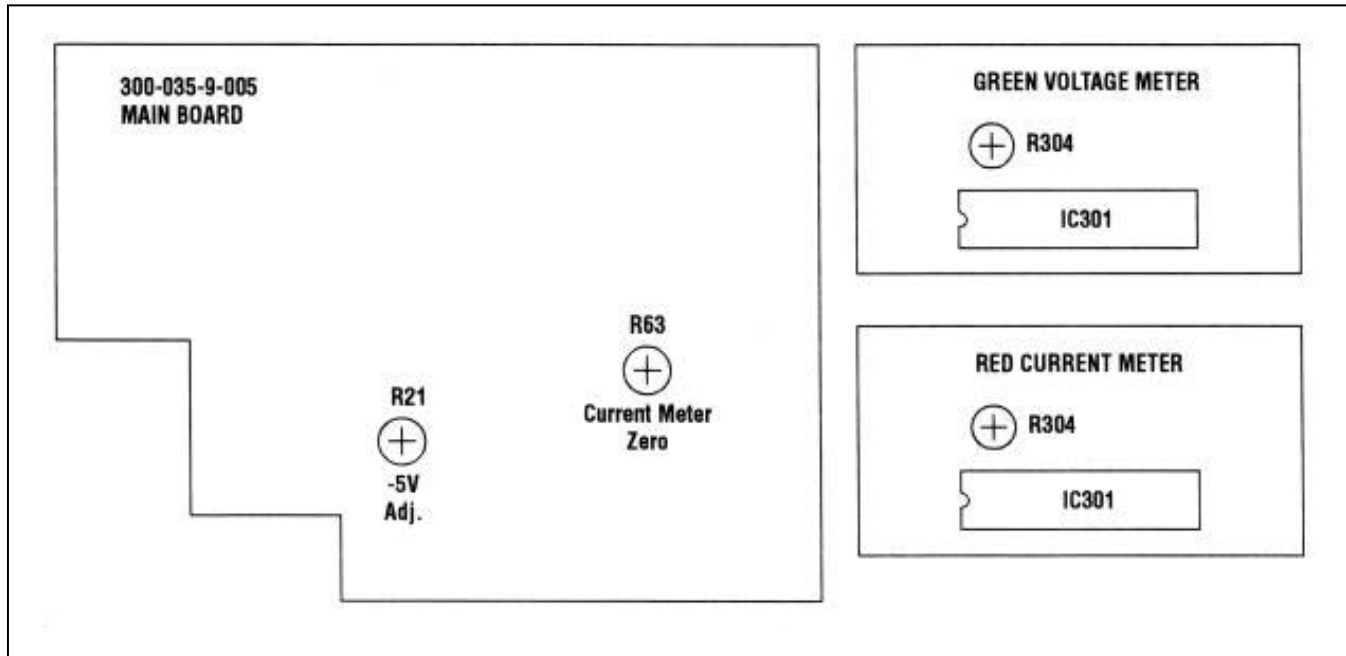 300-035-9-005
MAIN BOARD
R63
Current Meter
Zero
R21
-5V
Adj.
GREEN VOLTAGE METER
R304
IC301
RED CURRENT METER
R304
IC301